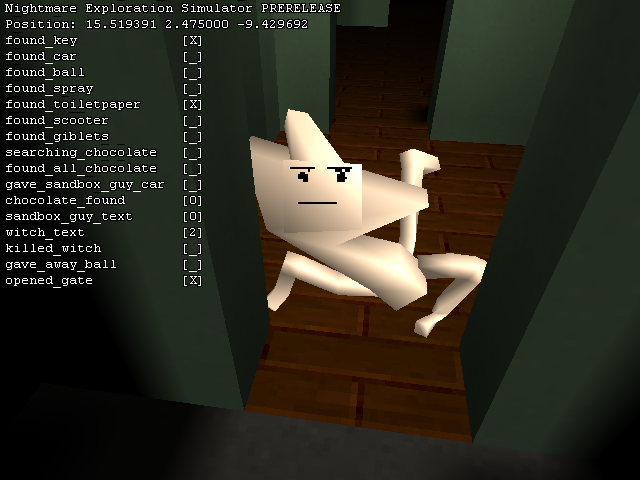 Nightmare Exploration Simulator PRERELEASE
Position: 15.519391 2.475000 -9.429692
found_key [X]
found_car [_]
found_ball [_]
found_spray [_]
found_toiletpaper [X]
found_scooter [_]
found_giblets [_]
searching_chocolate [_]
found_all_chocolate [_]
gave_sandbox_guy_car [_]
chocolate_found [0]
sandbox_guy_text [0]
witch_text [2]
killed_witch [_]
gave_away_ball [_]
opened_gate [X]